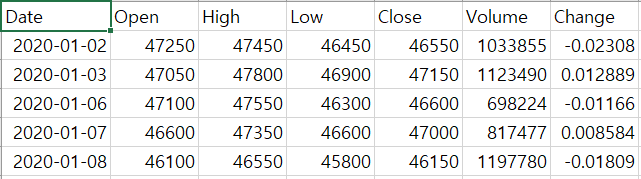 Date Open High Low Close Volume Change
2020-01-02 47250 47450 46450 46550 1033855 -0.02308
2020-01-03 47050 47800 46900 47150 1123490 0.012889
2020-01-06 47100 47550 46300 46600 698224 -0.01166
2020-01-07 46600 47350 46600 47000 817477 0.008584
2020-01-08 46100 46550 45800 46150 1197780 -0.01809